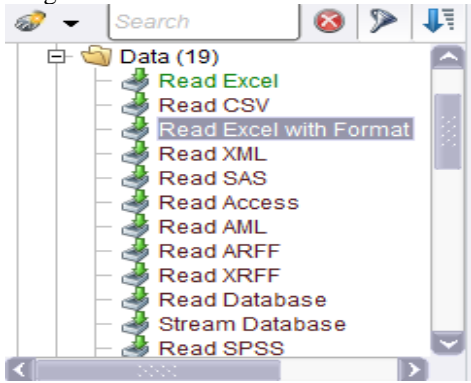 Search
Data (19)
Read Excel
Read CSV
Read Excel with Format
Read XML
Read SAS
Read Access
Read AML
Read ARFF
Read XRFF
Read Database
Stream Database
Read SPSS